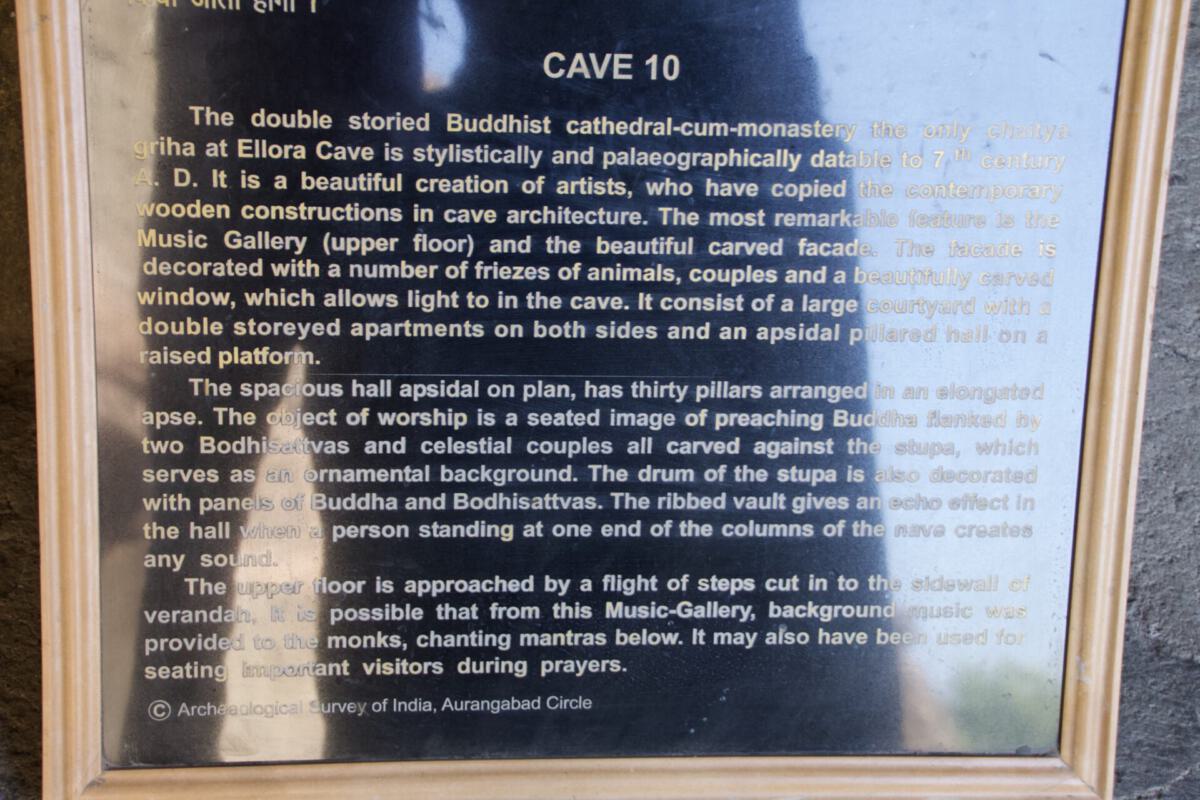 CAVE 10
The double storied Buddhist cathedral-cum-monastery the only chaitya
griha at Ellora Cave is stylistically and palaeographically datable to 7 th century
A. D. It is a beautiful creation of artists, who have copied the contemporary
wooden constructions in cave architecture. The most remarkable feature is the
Music Gallery (upper floor) and the beautiful carved facade. The facade is
decorated with a number of friezes of animals, couples and a beautifully carved
window, which allows light to in the cave. It consist of a large courtyard with a
double storeyed apartments on both sides and an apsidal pillared hall on a
raised platform.
The spacious hall apsidal on plan, has thirty pillars arranged in an elongated
apse. The object of worship is a seated image of preaching Buddha flanked by
two Bodhisattvas and celestial couples all carved against the stupa, which
serves as an ornamental background. The drum of the stupa is also decorated
with panels of Buddha and Bodhisattvas. The ribbed vault gives an echo effect in
the hall when a person standing at one end of the columns of the nave creates
any sound.
The upper floor is approached by a flight of steps cut in to the sidewall of
verandah. It is possible that from this Music-Gallery, background music was
provided to the monks, chanting mantras below. It may also have been used for
seating important visitors during prayers.
© Archaeological Survey of India, Aurangabad Circle